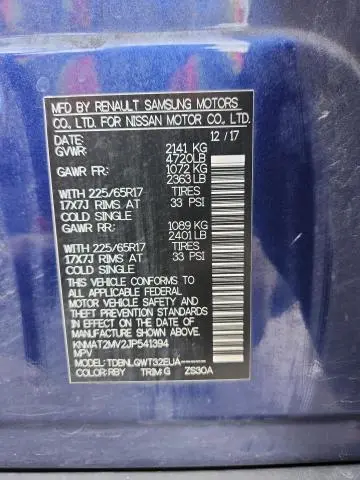 MFD BY RENAULT SAMSUNG MOTORS
CO., LTD. FOR NISSAN MOTOR CO., LTD.
DATE: 12/17
GVWR: 2141 KG
4720LB
GAWR FR: 1072 KG
2363LB
WITH 225/65R17 TIRES
17X7J RIMS AT 33 PSI
COLD SINGLE
GAWR RR: 1089 KG
2401LB
WITH 225/65R17 TIRES
17X7J RIMS AT 33 PSI
COLD SINGLE
THIS VEHICLE CONFORMS TO ALL
APPLICABLE FEDERAL
MOTOR VEHICLE SAFETY AND
THEFT PREVENTION STANDARDS
IN EFFECT ON THE DATE OF
MANUFACTURE SHOWN ABOVE.
KNMAT2MV2JP541394
MPV
MODEL: TDBNLGWT32EUA-----
COLOR:RBY TRIM:G ZS30A